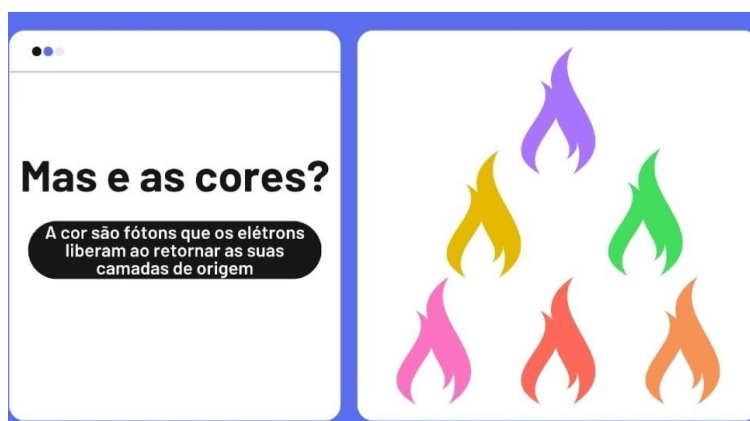 Mas e as cores?
A cor são fótons que os elétrons
liberam ao retornar as suas
camadas de origem